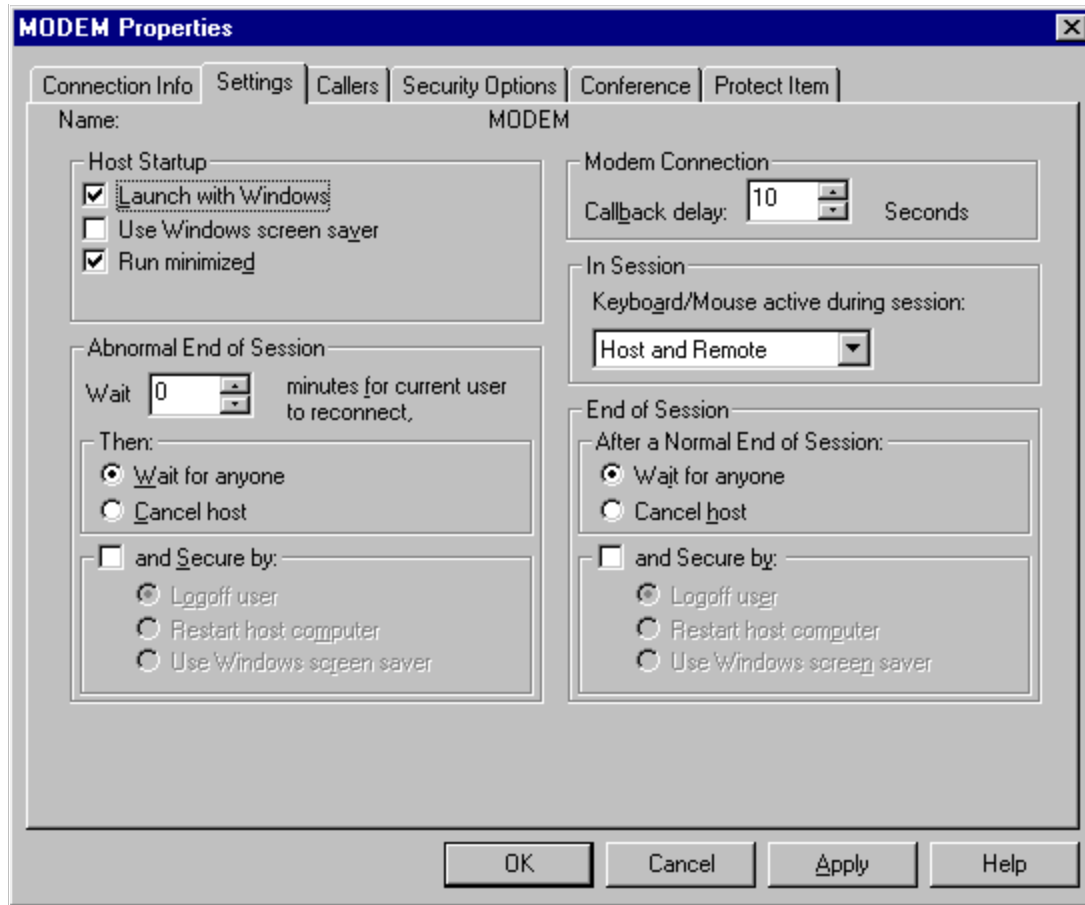 MODEM Properties
Connection Info Settings Callers Security Options Conference Protect Item
Name: MODEM
Host Startup
Launch with Windows
Use Windows screen saver
Run minimized
Modem Connection
Callback delay: 10 Seconds
In Session
Keyboard/Mouse active during session:
Host and Remote
Abnormal End of Session
Wait 0 minutes for current user
to reconnect,
Then:
Wait for anyone
Cancel host
and Secure by:
Logoff user
Restart host computer
Use Windows screen saver
End of Session
After a Normal End of Session:
Wait for anyone
Cancel host
and Secure by:
Logoff user
Restart host computer
Use Windows screen saver
OK Cancel Apply Help